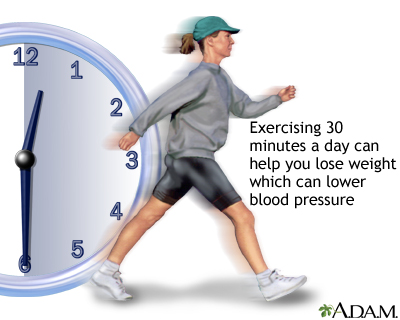 12
1
2
3
4
5
6
Exercising 30
minutes a day can
help you lose weight
which can lower
blood pressure
A.D.A.M.